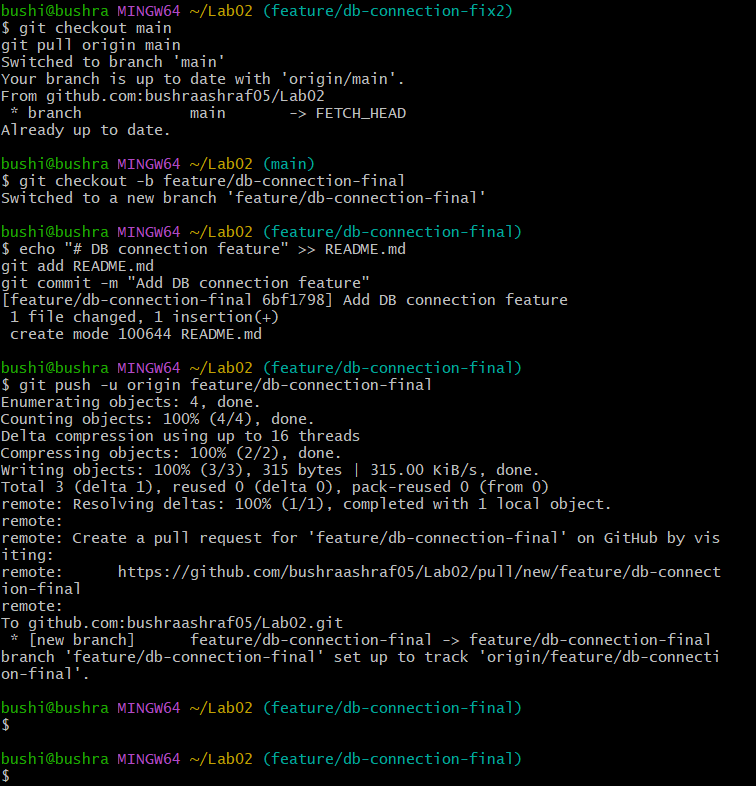 bushi@bushra MINGW64 ~/Lab02 (feature/db-connection-fix2)
$ git checkout main
git pull origin main
Switched to branch 'main'
Your branch is up to date with 'origin/main'.
From github.com:bushraashraf05/Lab02
 * branch            main       -> FETCH_HEAD
Already up to date.

bushi@bushra MINGW64 ~/Lab02 (main)
$ git checkout -b feature/db-connection-final
Switched to a new branch 'feature/db-connection-final'

bushi@bushra MINGW64 ~/Lab02 (feature/db-connection-final)
$ echo "# DB connection feature" >> README.md
git add README.md
git commit -m "Add DB connection feature"
[feature/db-connection-final 6bf1798] Add DB connection feature
 1 file changed, 1 insertion(+)
 create mode 100644 README.md

bushi@bushra MINGW64 ~/Lab02 (feature/db-connection-final)
$ git push -u origin feature/db-connection-final
Enumerating objects: 4, done.
Counting objects: 100% (4/4), done.
Delta compression using up to 16 threads
Compressing objects: 100% (2/2), done.
Writing objects: 100% (3/3), 315 bytes | 315.00 KiB/s, done.
Total 3 (delta 1), reused 0 (delta 0), pack-reused 0 (from 0)
remote: Resolving deltas: 100% (1/1), completed with 1 local object.
remote:
remote: Create a pull request for 'feature/db-connection-final' on GitHub by vis
iting:
remote:      https://github.com/bushraashraf05/Lab02/pull/new/feature/db-connect
ion-final
remote:
To github.com:bushraashraf05/Lab02.git
 * [new branch]      feature/db-connection-final -> feature/db-connection-final
branch 'feature/db-connection-final' set up to track 'origin/feature/db-connecti
on-final'.

bushi@bushra MINGW64 ~/Lab02 (feature/db-connection-final)
$

bushi@bushra MINGW64 ~/Lab02 (feature/db-connection-final)
$